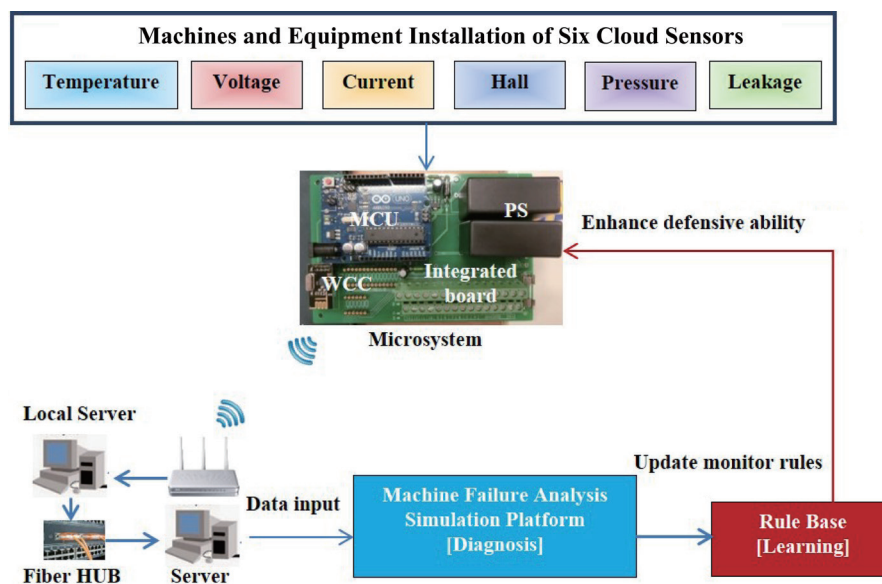 Machines and Equipment Installation of Six Cloud Sensors
Temperature
Voltage
Current
Hall
Pressure
Leakage
MCU
UNO
PS
Enhance defensive ability
WCC
Integrated
board
Microsystem
Local Server
Update monitor rules
Data input
Machine Failure Analysis
Simulation Platform
[Diagnosis]
Rule Base
[Learning]
Fiber HUB
Server